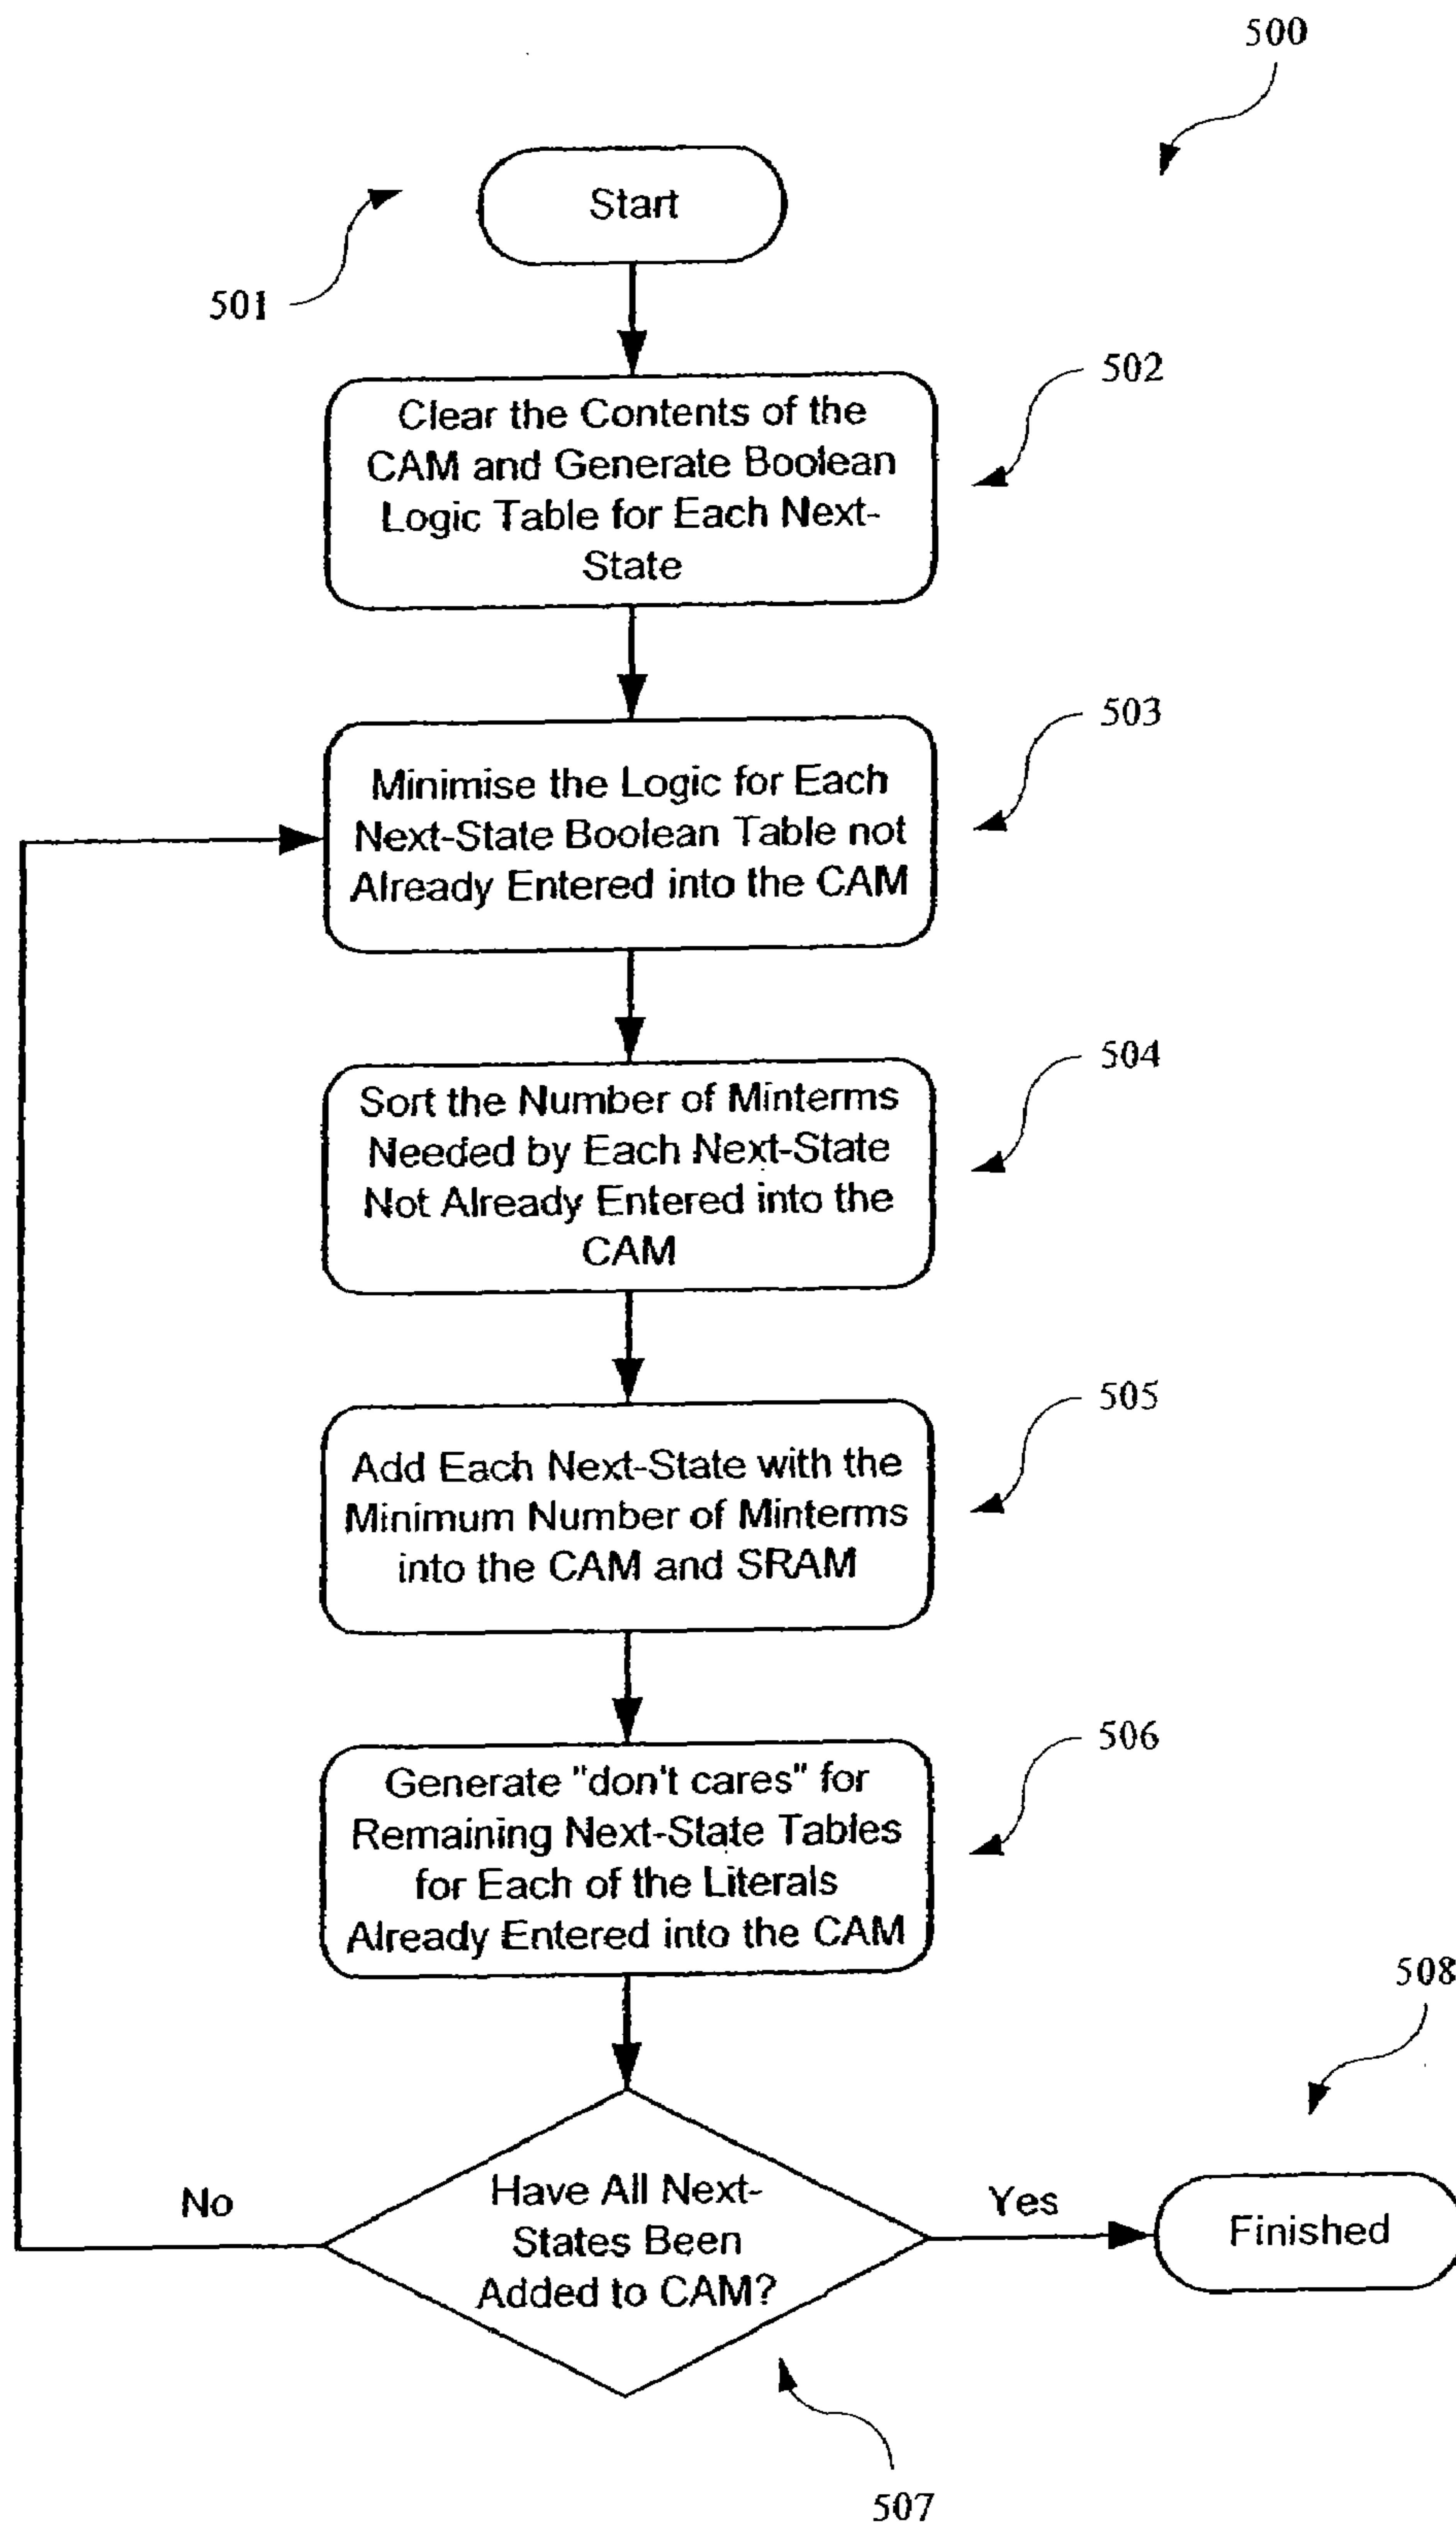 500
Start
501
502
Clear the Contents of the
CAM and Generate Boolean
Logic Table for Each Next-
State
503
Minimise the Logic for Each
Next-State Boolean Table not
Already Entered into the CAM
504
Sort the Number of Minterms
Needed by Each Next-State
Not Already Entered into the
CAM
505
Add Each Next-State with the
Minimum Number of Minterms
into the CAM and SRAM
506
Generate "don't cares" for
Remaining Next-State Tables
for Each of the Literals
Already Entered into the CAM
508
No
Have All Next-
States Been
Added to CAM?
Yes
Finished
507